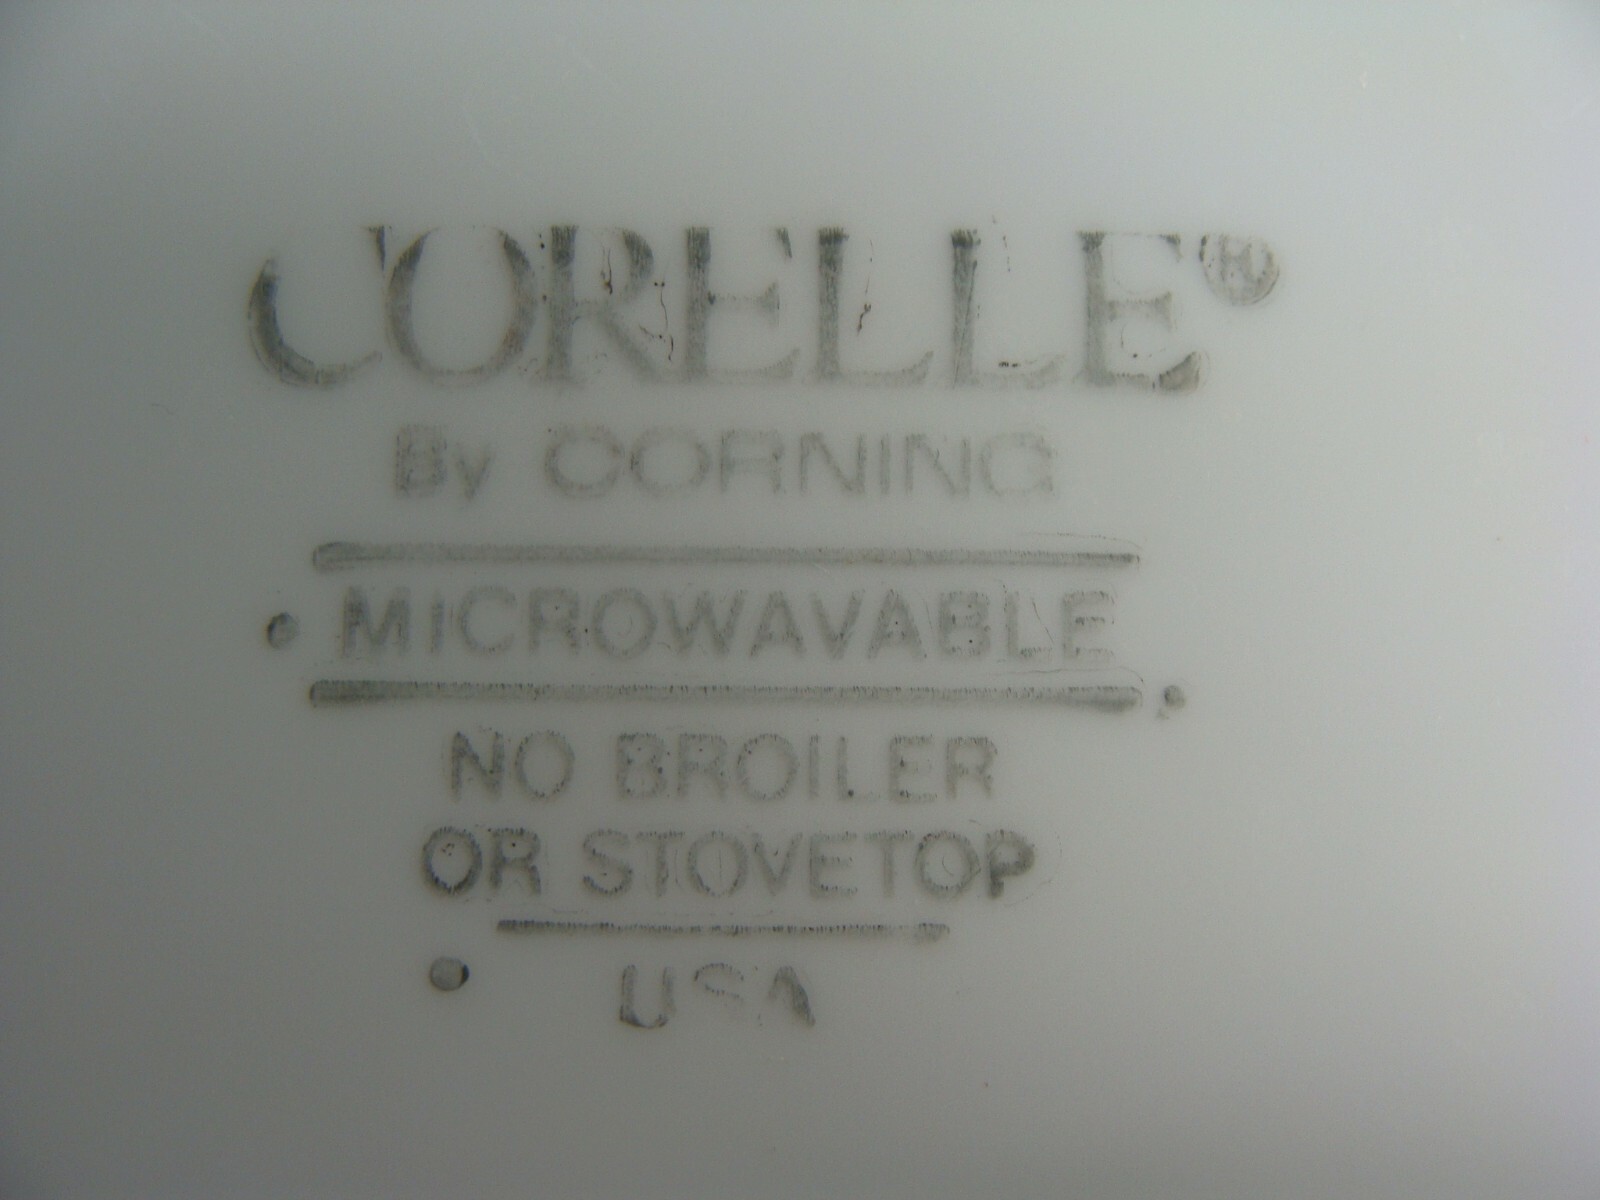 CORELLE®
By CORNING
MICROWAVABLE
NO BROILER
OR STOVETOP
USA